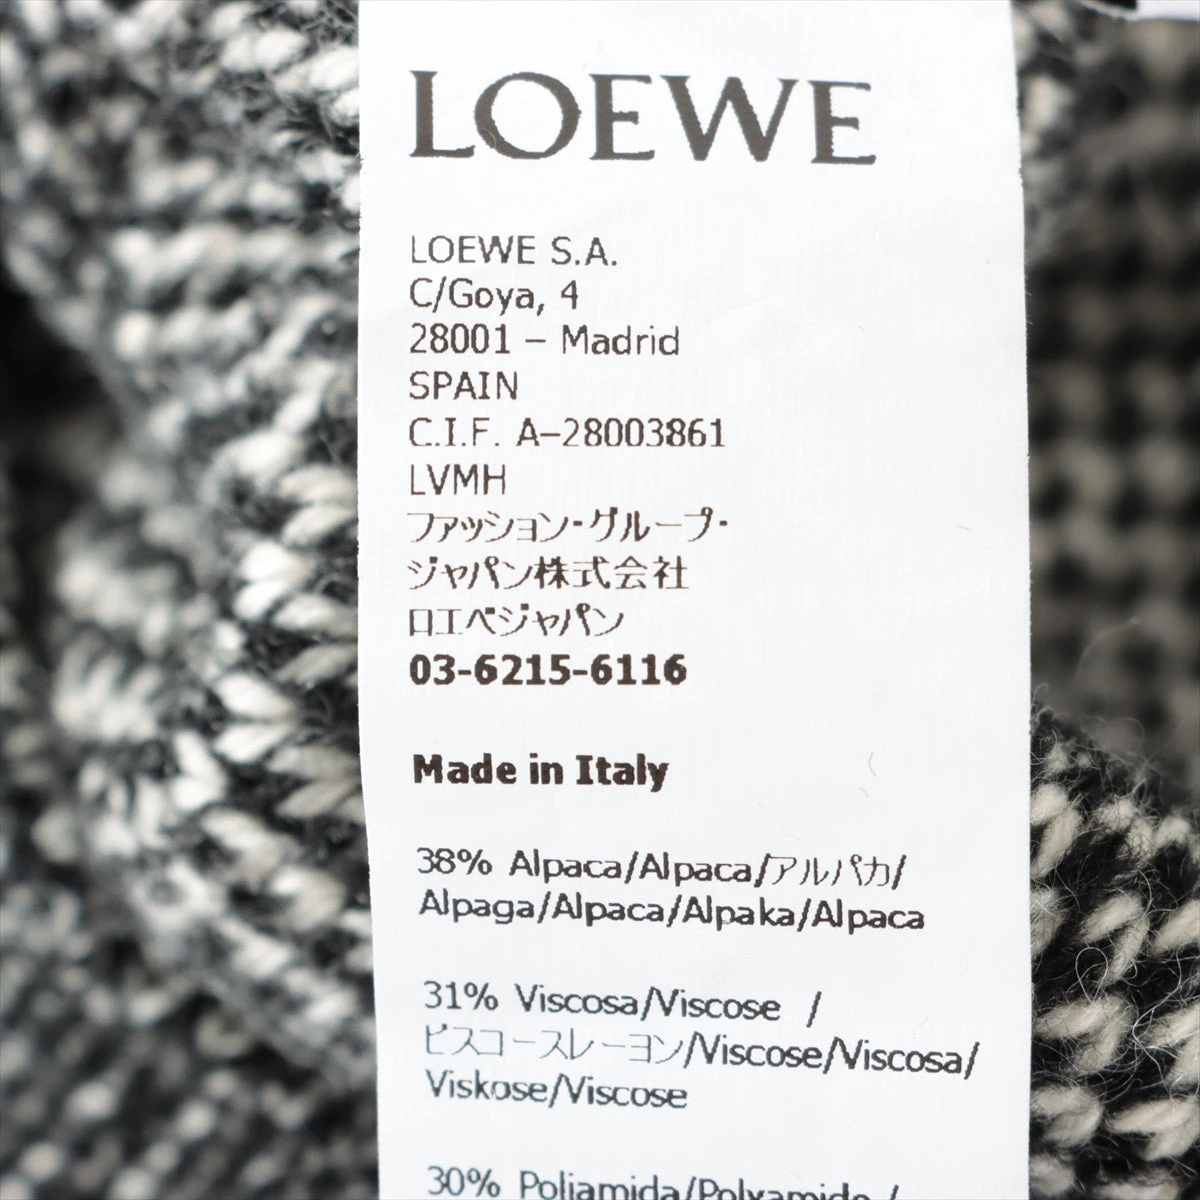 LOEWE
LOEWE S.A.
C/Goya, 4
28001 – Madrid
SPAIN
C.I.F. A–28003861
LVMH
ファッション・グループ・
ジャパン株式会社
ロエベジャパン
03-6215-6116
Made in Italy
38% Alpaca/Alpaca/アルパカ/
Alpaga/Alpaca/Alpaka/Alpaca
31% Viscosa/Viscose /
ビスコースレーヨン/Viscose/Viscosa/
Viskose/Viscose
30% Poliamida/Polyamide /